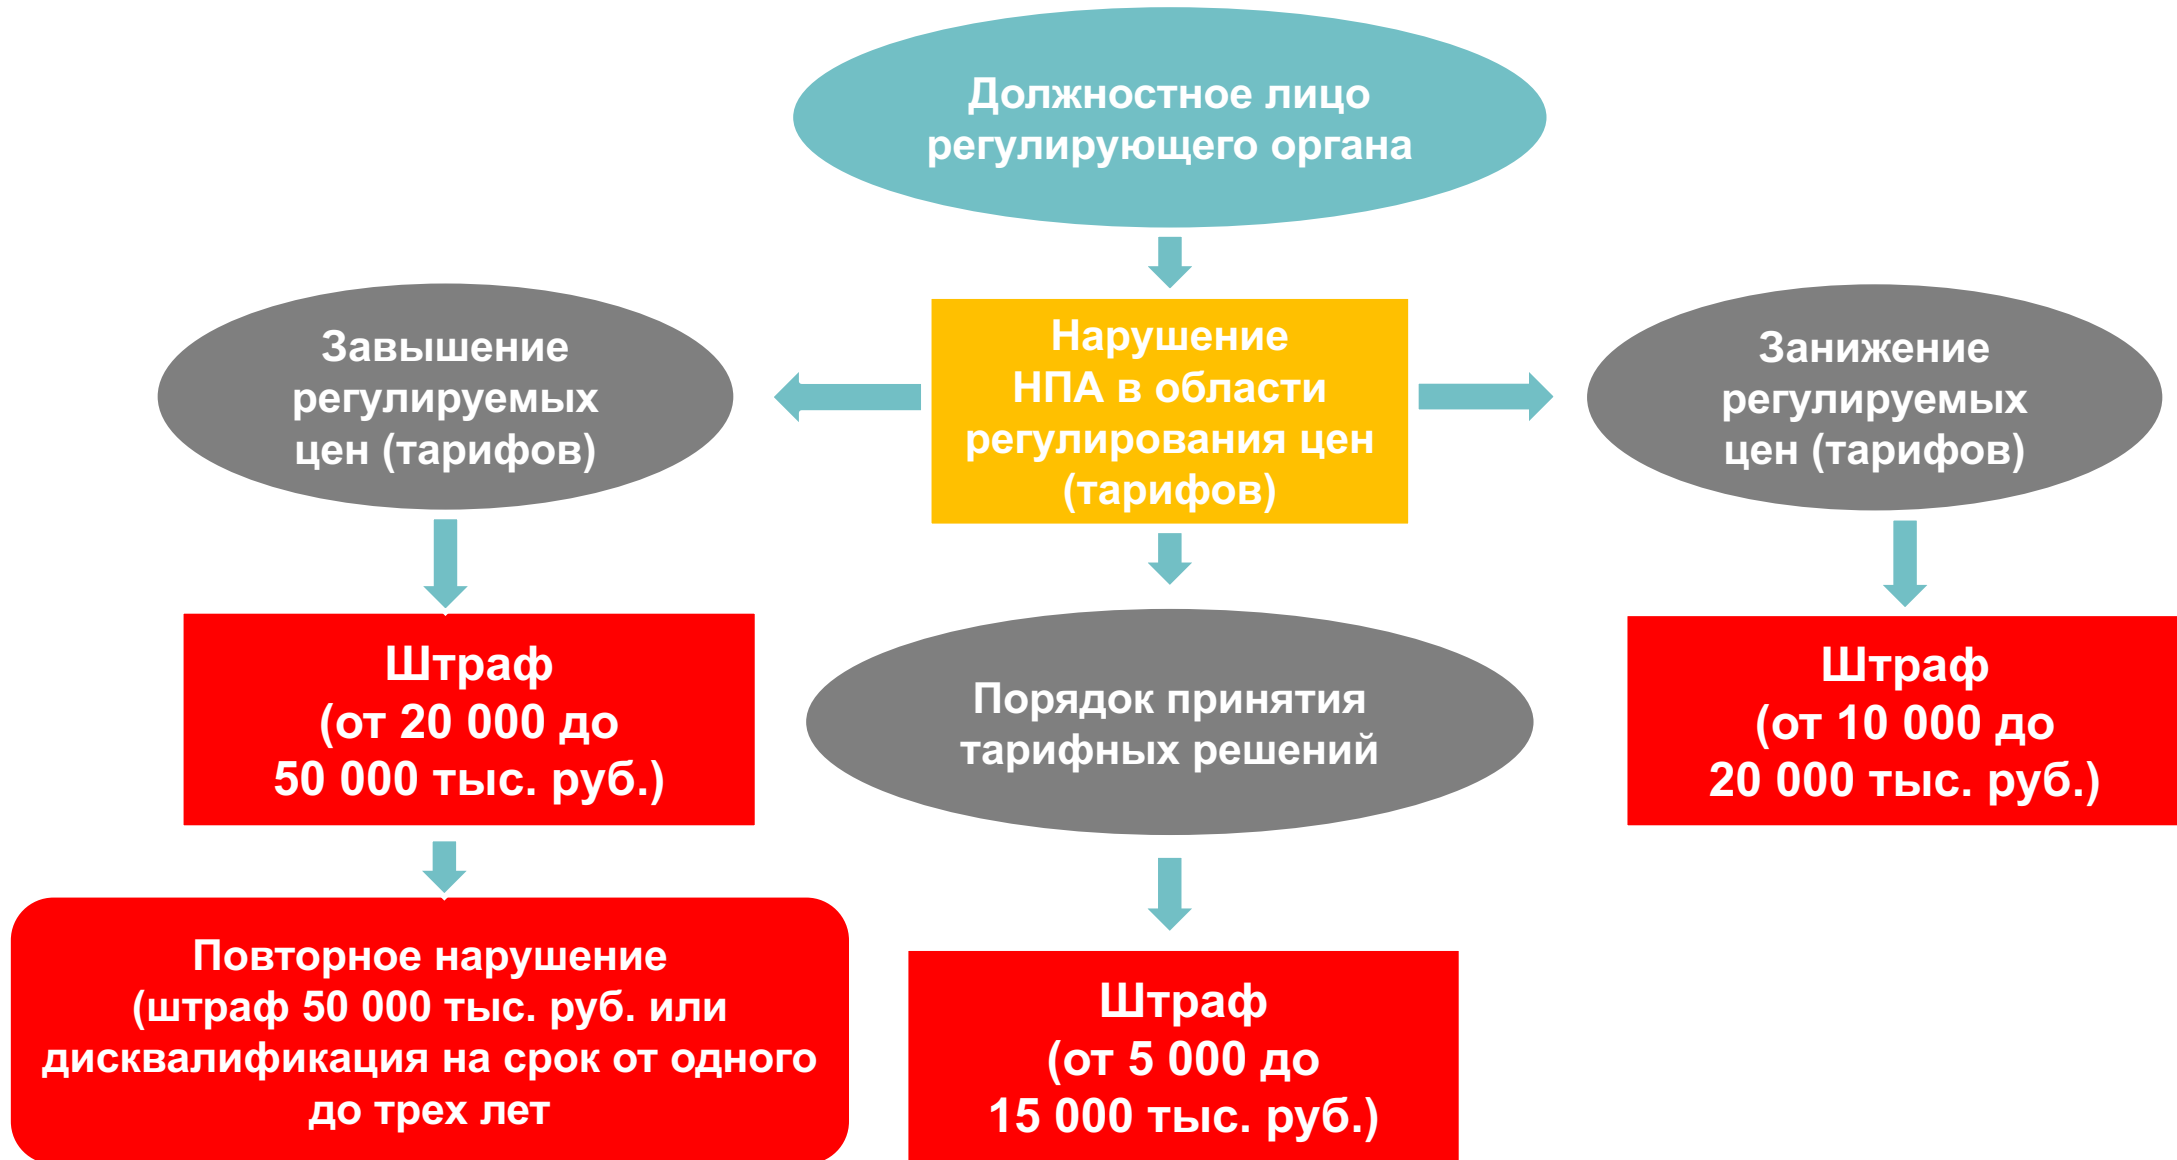 Должностное лицо
регулирующего органа
Завышение
регулируемых
цен (тарифов)
Нарушение
НПА в области
регулирования цен
(тарифов)
Занижение
регулируемых
цен (тарифов)
Штраф
(от 20 000 до
50 000 тыс. руб.)
Порядок принятия
тарифных решений
Штраф
(от 10 000 до
20 000 тыс. руб.)
Повторное нарушение
(штраф 50 000 тыс. руб. или
дисквалификация на срок от одного
до трех лет
Штраф
(от 5 000 до
15 000 тыс. руб.)